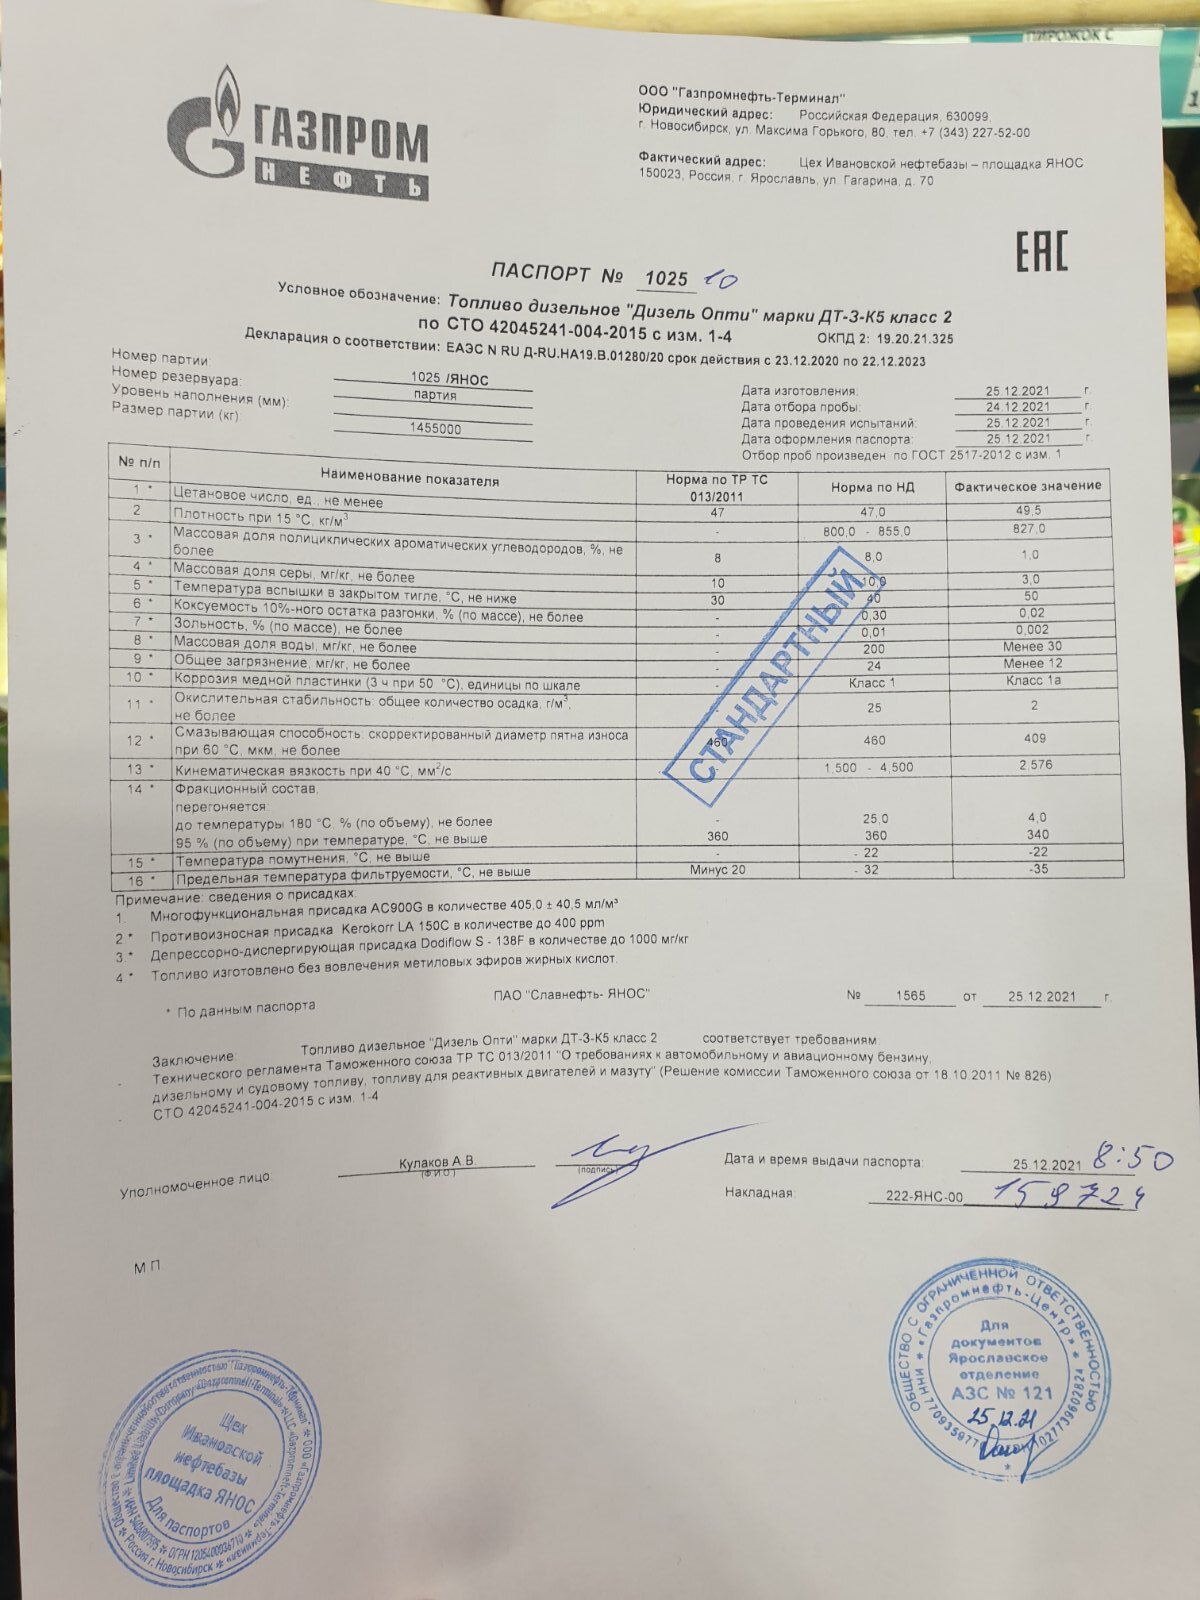 ПИРОЖОК С
ГАЗПРОМ
НЕФТЬ
ООО "Газпромнефть-Терминал"
Юридический адрес: Российская Федерация, 630099,
г. Новосибирск, ул. Максима Горького, 80, тел. +7 (343) 227-52-00
Фактический адрес: Цех Ивановской нефтебазы – площадка ЯНОС
150023, Россия, г. Ярославль, ул. Гагарина, д. 70
EAC
ПАСПОРТ № 1025 10
Условное обозначение: Топливо дизельное "Дизель Опти" марки ДТ-З-К5 класс 2
по СТО 42045241-004-2015 с изм. 1-4 ОКПД 2: 19.20.21.325
Декларация о соответствии: ЕАЭС N RU Д-RU.НА19.В.01280/20 срок действия с 23.12.2020 по 22.12.2023
Номер партии: 1025 /ЯНОС
Номер резервуара: партия
Уровень наполнения (мм):
Размер партии (кг): 1455000
Дата изготовления: 25.12.2021 г.
Дата отбора пробы: 24.12.2021 г.
Дата проведения испытаний: 25.12.2021 г.
Дата оформления паспорта: 25.12.2021 г.
Отбор проб произведен по ГОСТ 2517-2012 с изм. 1
№ п/п Наименование показателя Норма по ТР ТС 013/2011 Норма по НД Фактическое значение
1 * Цетановое число, ед., не менее 47 47,0 49,5
2 Плотность при 15 °С, кг/м³ - 800,0 - 855,0 827,0
3 * Массовая доля полициклических ароматических углеводородов, %, не
более 8 8,0 1,0
4 * Массовая доля серы, мг/кг, не более 10 10,0 3,0
5 * Температура вспышки в закрытом тигле, °С, не ниже 30 40 50
6 * Коксуемость 10%-ного остатка разгонки, % (по массе), не более - 0,30 0,02
7 * Зольность, % (по массе), не более - 0,01 0,002
8 * Массовая доля воды, мг/кг, не более - 200 Менее 30
9 * Общее загрязнение, мг/кг, не более - 24 Менее 12
10 * Коррозия медной пластинки (3 ч при 50 °С), единицы по шкале - Класс 1 Класс 1а
11 * Окислительная стабильность: общее количество осадка, г/м³,
не более - 25 2
12 * Смазывающая способность: скорректированный диаметр пятна износа
при 60 °С, мкм, не более 460 460 409
13 * Кинематическая вязкость при 40 °С, мм²/с - 1,500 - 4,500 2,576
14 * Фракционный состав,
перегоняется:
до температуры 180 °С, % (по объему), не более - 25,0 4,0
95 % (по объему) при температуре, °С, не выше 360 360 340
15 * Температура помутнения, °С, не выше - - 22 -22
16 * Предельная температура фильтруемости, °С, не выше Минус 20 - 32 -35
СТАНДАРТНЫЙ
Примечание: сведения о присадках:
1. Многофункциональная присадка AC900G в количестве 405,0 ± 40,5 мл/м³
2 * Противоизносная присадка Kerokorr LA 150C в количестве до 400 ppm
3 * Депрессорно-диспергирующая присадка Dodiflow S - 138F в количестве до 1000 мг/кг
4 * Топливо изготовлено без вовлечения метиловых эфиров жирных кислот.
* По данным паспорта ПАО "Славнефть- ЯНОС" № 1565 от 25.12.2021 г.
Заключение: Топливо дизельное "Дизель Опти" марки ДТ-З-К5 класс 2 соответствует требованиям:
Технического регламента Таможенного союза ТР ТС 013/2011 "О требованиях к автомобильному и авиационному бензину,
дизельному и судовому топливу, топливу для реактивных двигателей и мазуту" (Решение комиссии Таможенного союза от 18.10.2011 № 826)
СТО 42045241-004-2015 с изм. 1-4
Уполномоченное лицо: Кулаков А.В.
(Ф.И.О.) (подпись)
Дата и время выдачи паспорта: 25.12.2021 8:50
Накладная: 222-ЯНС-00 159724
М.П.
ОБЩЕСТВО С ОГРАНИЧЕННОЙ ОТВЕТСТВЕННОСТЬЮ
«Газпромнефть-Центр»
Для
документов
Ярославское
отделение
АЗС № 121
25.12.21
Цех
Ивановской
нефтебазы
площадка ЯНОС
Для паспортов
Россия г. Новосибирск